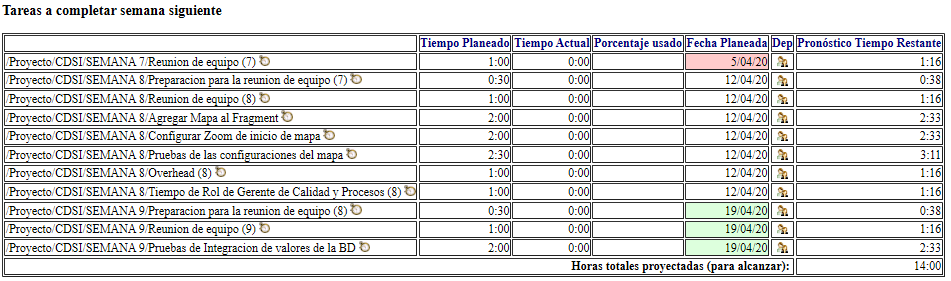 Tareas a completar semana siguiente
Tiempo Planeado Tiempo Actual Porcentaje usado Fecha Planeada Dep Pronóstico Tiempo Restante
/Proyecto/CDSI/SEMANA 7/Reunion de equipo (7) 1:00 0:00 5/04/20 1:16
/Proyecto/CDSI/SEMANA 8/Preparacion para la reunion de equipo (7) 0:30 0:00 12/04/20 0:38
/Proyecto/CDSI/SEMANA 8/Reunion de equipo (8) 1:00 0:00 12/04/20 1:16
/Proyecto/CDSI/SEMANA 8/Agregar Mapa al Fragment 2:00 0:00 12/04/20 2:33
/Proyecto/CDSI/SEMANA 8/Configurar Zoom de inicio de mapa 2:00 0:00 12/04/20 2:33
/Proyecto/CDSI/SEMANA 8/Pruebas de las configuraciones del mapa 2:30 0:00 12/04/20 3:11
/Proyecto/CDSI/SEMANA 8/Overhead (8) 1:00 0:00 12/04/20 1:16
/Proyecto/CDSI/SEMANA 8/Tiempo de Rol de Gerente de Calidad y Procesos (8) 1:00 0:00 12/04/20 1:16
/Proyecto/CDSI/SEMANA 9/Preparacion para la reunion de equipo (8) 0:30 0:00 19/04/20 0:38
/Proyecto/CDSI/SEMANA 9/Reunion de equipo (9) 1:00 0:00 19/04/20 1:16
/Proyecto/CDSI/SEMANA 9/Pruebas de Integracion de valores de la BD 2:00 0:00 19/04/20 2:33
Horas totales proyectadas (para alcanzar): 14:00